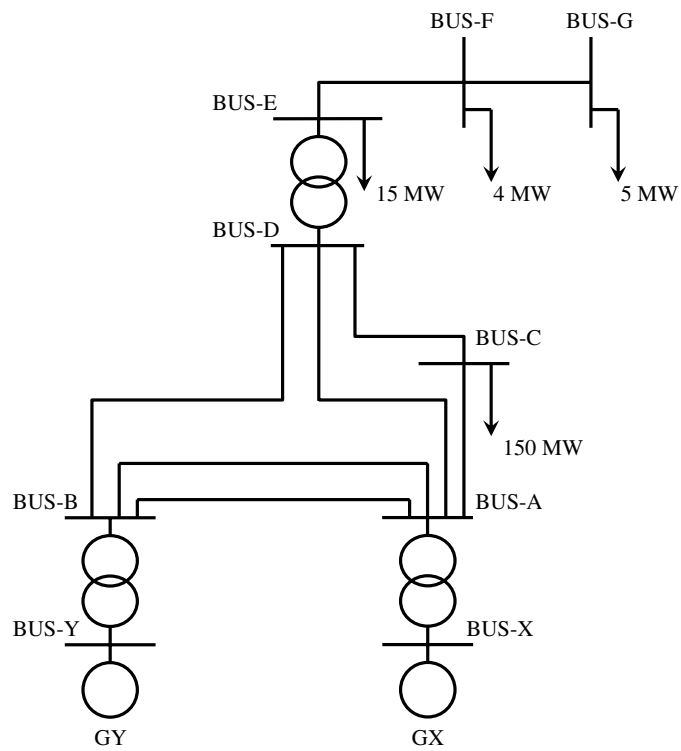 BUS-F
BUS-G
BUS-E
15 MW
4 MW
5 MW
BUS-D
BUS-C
150 MW
BUS-B
BUS-A
BUS-Y
BUS-X
GY
GX